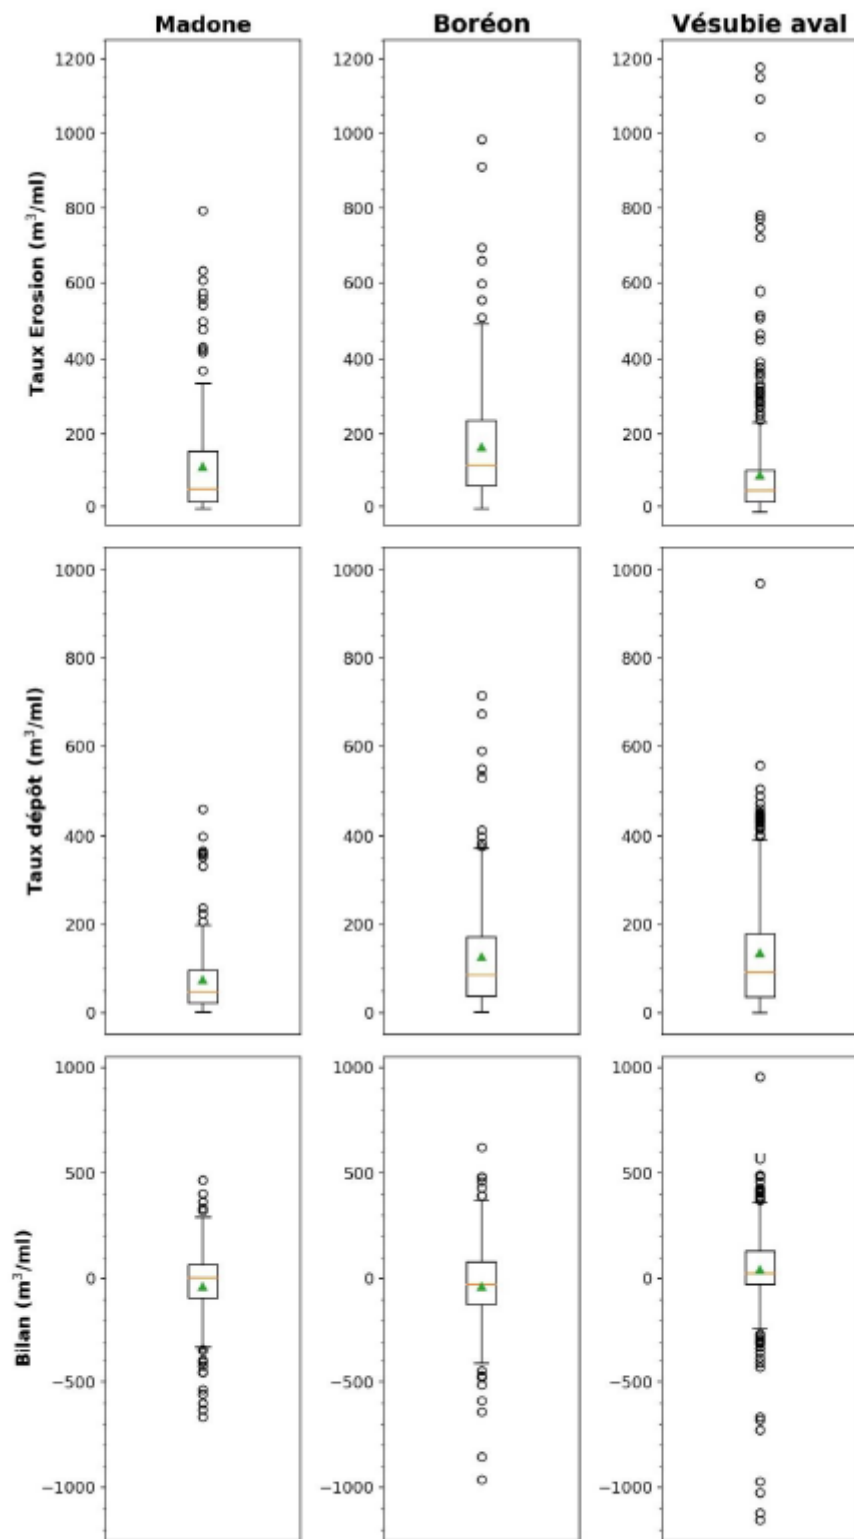 Madone Boréon Vésubie aval
Taux Erosion (m³/ml)
1200 1200 1200
1000 1000 1000
800 800 800
600 600 600
400 400 400
200 200 200
0 0 0
Taux dépôt (m³/ml)
1000 1000 1000
800 800 800
600 600 600
400 400 400
200 200 200
0 0 0
Bilan (m³/ml)
1000 1000 1000
500 500 500
0 0 0
−500 −500 −500
−1000 −1000 −1000